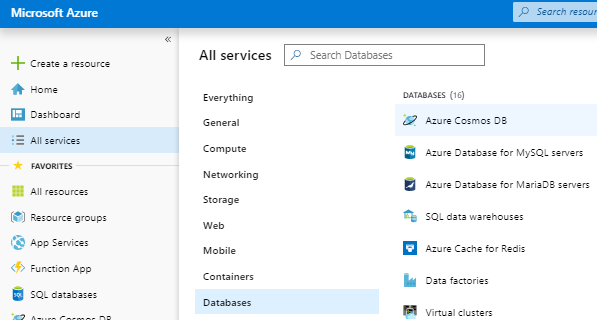 Microsoft Azure
Search resour
«
Create a resource
Home
Dashboard
All services
FAVORITES
All resources
Resource groups
App Services
Function App
SQL databases
Azure Cosmos DB
All services
Search Databases
Everything
General
Compute
Networking
Storage
Web
Mobile
Containers
Databases
DATABASES (16)
Azure Cosmos DB
Azure Database for MySQL servers
Azure Database for MariaDB servers
SQL data warehouses
Azure Cache for Redis
Data factories
Virtual clusters